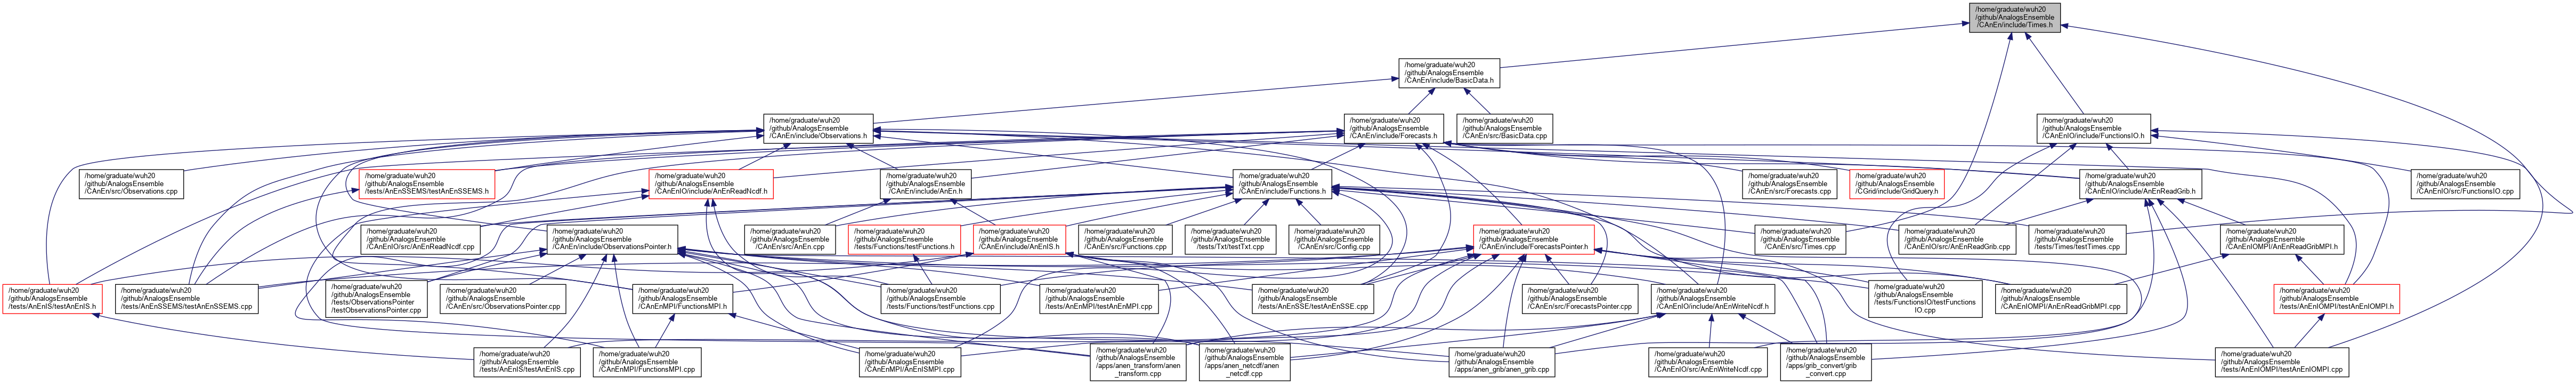 /home/graduate/wuh20
/github/AnalogsEnsemble
/CAnEn/include/Times.h
/home/graduate/wuh20
/github/AnalogsEnsemble
/CAnEn/include/BasicData.h
/home/graduate/wuh20
/github/AnalogsEnsemble
/CAnEn/include/Observations.h
/home/graduate/wuh20
/github/AnalogsEnsemble
/CAnEn/include/Forecasts.h
/home/graduate/wuh20
/github/AnalogsEnsemble
/CAnEn/src/BasicData.cpp
/home/graduate/wuh20
/github/AnalogsEnsemble
/CAnEnIO/include/FunctionsIO.h
/home/graduate/wuh20
/github/AnalogsEnsemble
/CAnEn/src/Observations.cpp
/home/graduate/wuh20
/github/AnalogsEnsemble
/tests/AnEnSSEMS/testAnEnSSEMS.h
/home/graduate/wuh20
/github/AnalogsEnsemble
/CAnEnIO/include/AnEnReadNcdf.h
/home/graduate/wuh20
/github/AnalogsEnsemble
/CAnEn/include/AnEn.h
/home/graduate/wuh20
/github/AnalogsEnsemble
/CAnEn/include/Functions.h
/home/graduate/wuh20
/github/AnalogsEnsemble
/CAnEn/src/Forecasts.cpp
/home/graduate/wuh20
/github/AnalogsEnsemble
/CGrid/include/GridQuery.h
/home/graduate/wuh20
/github/AnalogsEnsemble
/CAnEnIO/include/AnEnReadGrib.h
/home/graduate/wuh20
/github/AnalogsEnsemble
/CAnEnIO/src/FunctionsIO.cpp
/home/graduate/wuh20
/github/AnalogsEnsemble
/CAnEnIO/src/AnEnReadNcdf.cpp
/home/graduate/wuh20
/github/AnalogsEnsemble
/CAnEn/include/ObservationsPointer.h
/home/graduate/wuh20
/github/AnalogsEnsemble
/CAnEn/src/AnEn.cpp
/home/graduate/wuh20
/github/AnalogsEnsemble
/tests/Functions/testFunctions.h
/home/graduate/wuh20
/github/AnalogsEnsemble
/CAnEn/include/AnEnIS.h
/home/graduate/wuh20
/github/AnalogsEnsemble
/CAnEn/src/Functions.cpp
/home/graduate/wuh20
/github/AnalogsEnsemble
/tests/Txt/testTxt.cpp
/home/graduate/wuh20
/github/AnalogsEnsemble
/CAnEn/src/Config.cpp
/home/graduate/wuh20
/github/AnalogsEnsemble
/CAnEn/include/ForecastsPointer.h
/home/graduate/wuh20
/github/AnalogsEnsemble
/CAnEn/src/Times.cpp
/home/graduate/wuh20
/github/AnalogsEnsemble
/CAnEnIO/src/AnEnReadGrib.cpp
/home/graduate/wuh20
/github/AnalogsEnsemble
/tests/Times/testTimes.cpp
/home/graduate/wuh20
/github/AnalogsEnsemble
/CAnEnIOMPI/AnEnReadGribMPI.h
/home/graduate/wuh20
/github/AnalogsEnsemble
/tests/AnEnIS/testAnEnIS.h
/home/graduate/wuh20
/github/AnalogsEnsemble
/tests/AnEnSSEMS/testAnEnSSEMS.cpp
/home/graduate/wuh20
/github/AnalogsEnsemble
/tests/ObservationsPointer
/testObservationsPointer.cpp
/home/graduate/wuh20
/github/AnalogsEnsemble
/CAnEn/src/ObservationsPointer.cpp
/home/graduate/wuh20
/github/AnalogsEnsemble
/CAnEnMPI/FunctionsMPI.h
/home/graduate/wuh20
/github/AnalogsEnsemble
/tests/Functions/testFunctions.cpp
/home/graduate/wuh20
/github/AnalogsEnsemble
/tests/AnEnMPI/testAnEnMPI.cpp
/home/graduate/wuh20
/github/AnalogsEnsemble
/tests/AnEnSSE/testAnEnSSE.cpp
/home/graduate/wuh20
/github/AnalogsEnsemble
/CAnEn/src/ForecastsPointer.cpp
/home/graduate/wuh20
/github/AnalogsEnsemble
/CAnEnIO/include/AnEnWriteNcdf.h
/home/graduate/wuh20
/github/AnalogsEnsemble
/tests/FunctionsIO/testFunctions
IO.cpp
/home/graduate/wuh20
/github/AnalogsEnsemble
/CAnEnIOMPI/AnEnReadGribMPI.cpp
/home/graduate/wuh20
/github/AnalogsEnsemble
/tests/AnEnIOMPI/testAnEnIOMPI.h
/home/graduate/wuh20
/github/AnalogsEnsemble
/tests/AnEnIS/testAnEnIS.cpp
/home/graduate/wuh20
/github/AnalogsEnsemble
/CAnEnMPI/FunctionsMPI.cpp
/home/graduate/wuh20
/github/AnalogsEnsemble
/CAnEnMPI/AnEnISMPI.cpp
/home/graduate/wuh20
/github/AnalogsEnsemble
/apps/anen_transform/anen
_transform.cpp
/home/graduate/wuh20
/github/AnalogsEnsemble
/apps/anen_netcdf/anen
_netcdf.cpp
/home/graduate/wuh20
/github/AnalogsEnsemble
/apps/anen_grib/anen_grib.cpp
/home/graduate/wuh20
/github/AnalogsEnsemble
/CAnEnIO/src/AnEnWriteNcdf.cpp
/home/graduate/wuh20
/github/AnalogsEnsemble
/apps/grib_convert/grib
_convert.cpp
/home/graduate/wuh20
/github/AnalogsEnsemble
/tests/AnEnIOMPI/testAnEnIOMPI.cpp